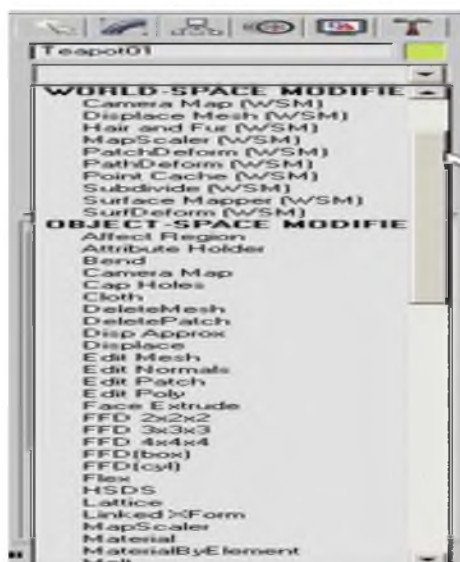 Teapot01
WORLD-SPACE MODIFIE
Camera Map (WSM)
Displace Mesh (WSM)
Hair and Fur (WSM)
MapScaler (WSM)
PatchDeform (WSM)
PathDeform (WSM)
Point Cache (WSM)
Subdivide (WSM)
Surface Mapper (WSM)
SurfDeform (WSM)
OBJECT-SPACE MODIFIE
Affect Region
Attribute Holder
Bend
Camera Map
Cap Holes
Cloth
DeleteMesh
DeletePatch
Disp Approx
Displace
Edit Mesh
Edit Normals
Edit Patch
Edit Poly
Face Extrude
FFD 2x2x2
FFD 3x3x3
FFD 4x4x4
FFD(box)
FFD(cyl)
Flex
HSDS
Lattice
Linked XForm
MapScaler
Material
MaterialByElement
Melt